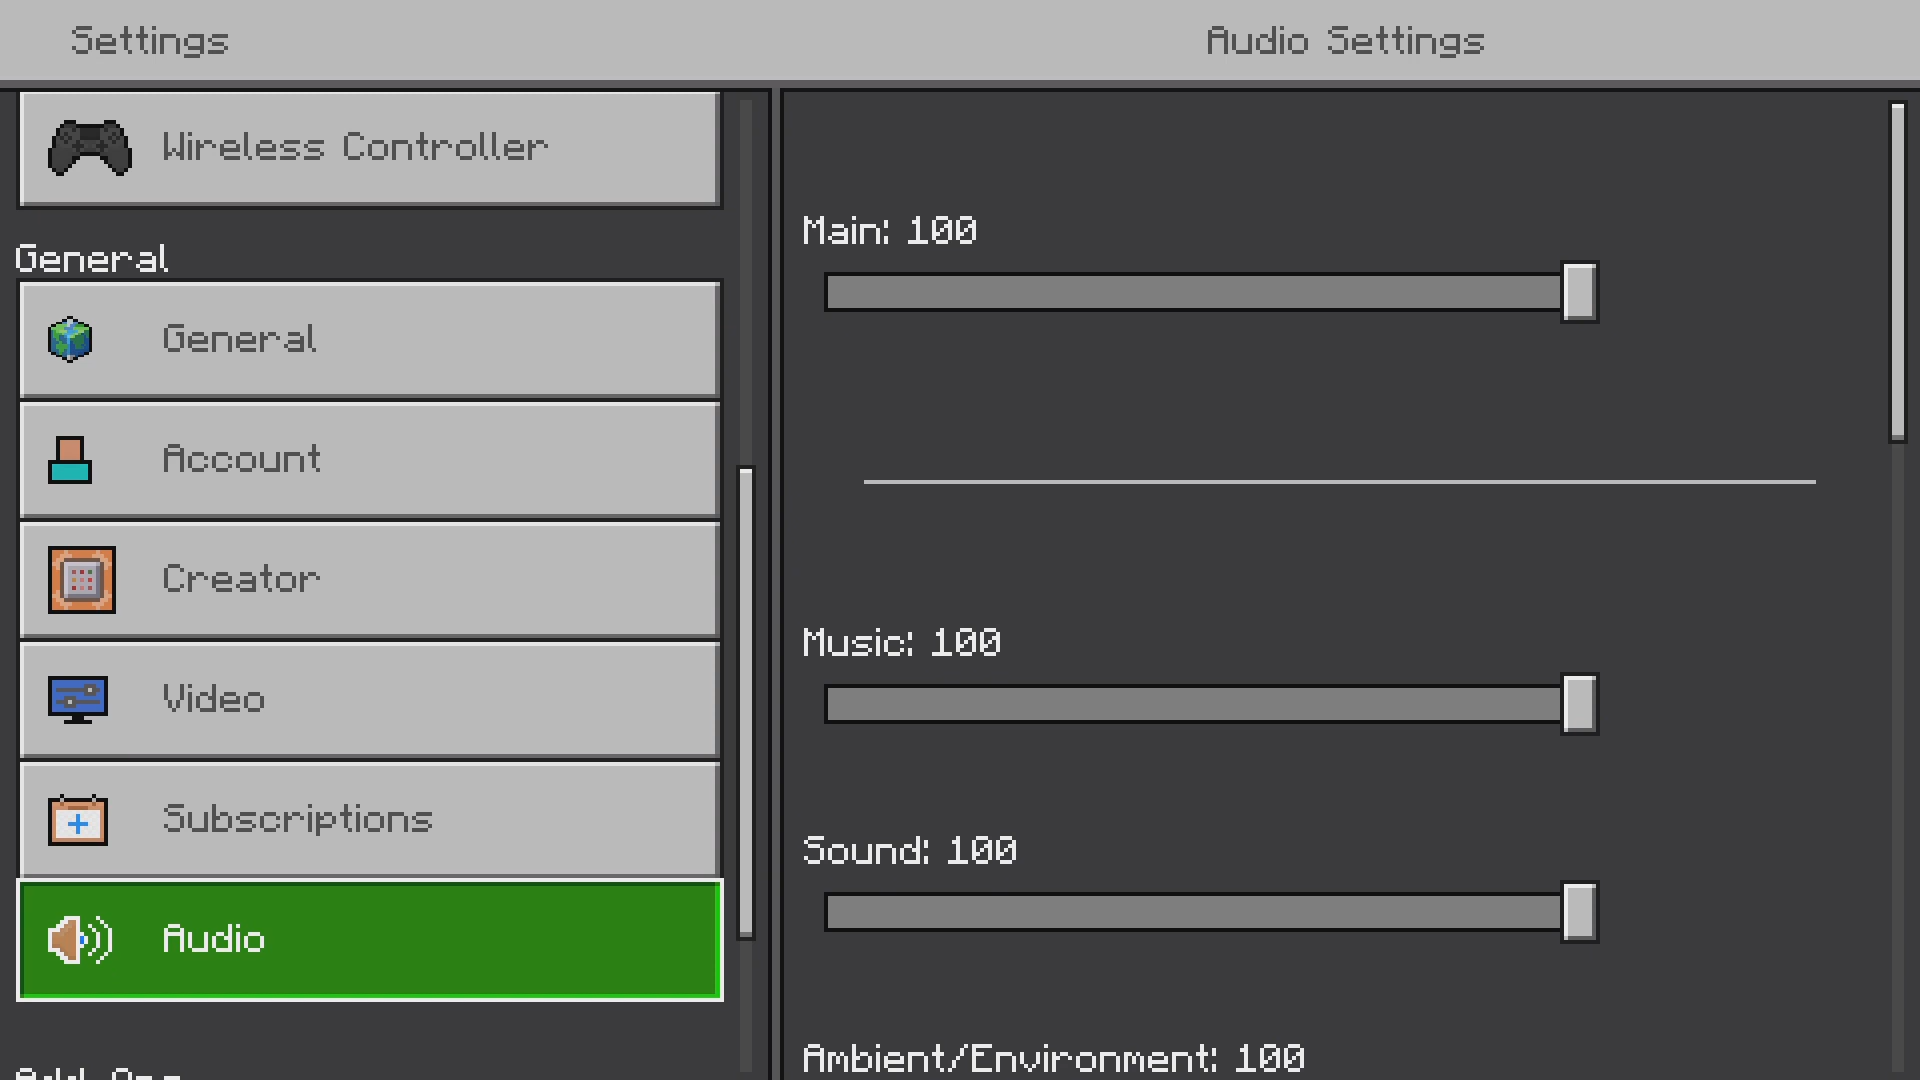 Settings
Audio Settings
Wireless Controller
General
General
Account
Creator
Video
Subscriptions
Audio
Main: 100
Music: 100
Sound: 100
Ambient/Environment: 100